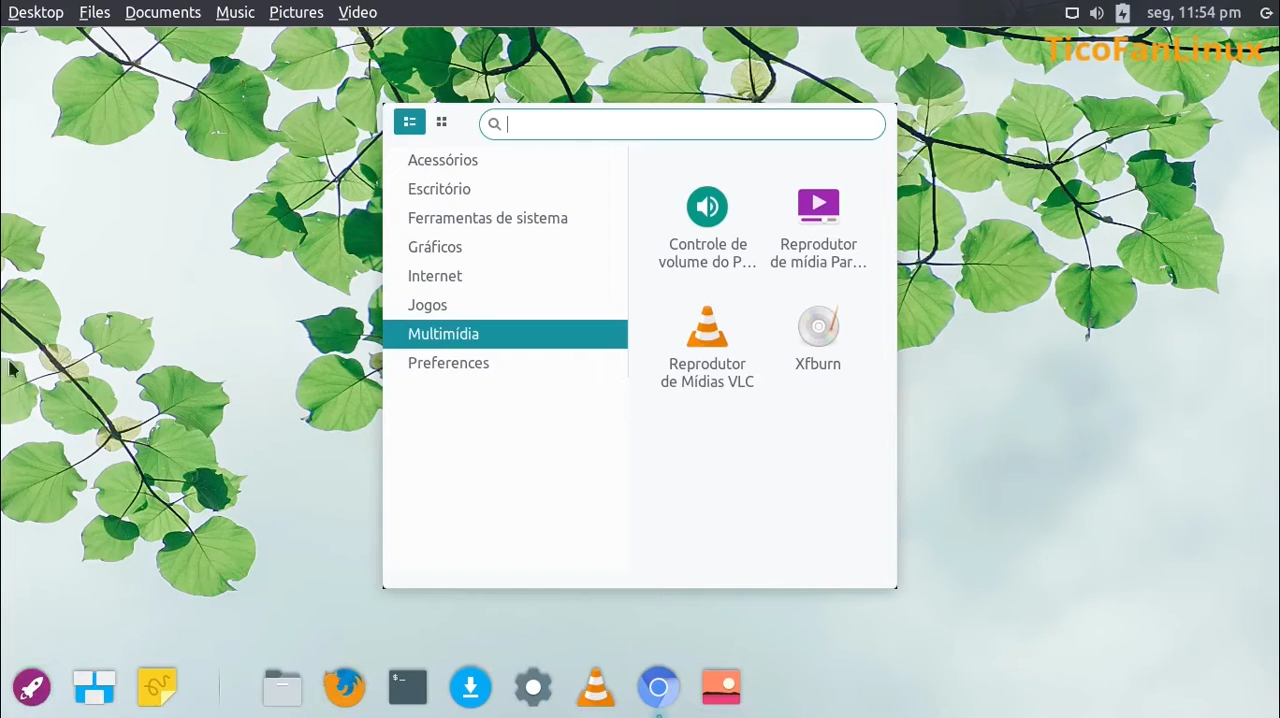 Desktop Files Documents Music Pictures Video seg, 11:54 pm
TicoFanLinux
Acessórios
Escritório
Ferramentas de sistema
Gráficos
Internet
Jogos
Multimídia
Preferences
Controle de
volume do P...
Reprodutor
de mídia Par...
Reprodutor
de Mídias VLC
Xfburn